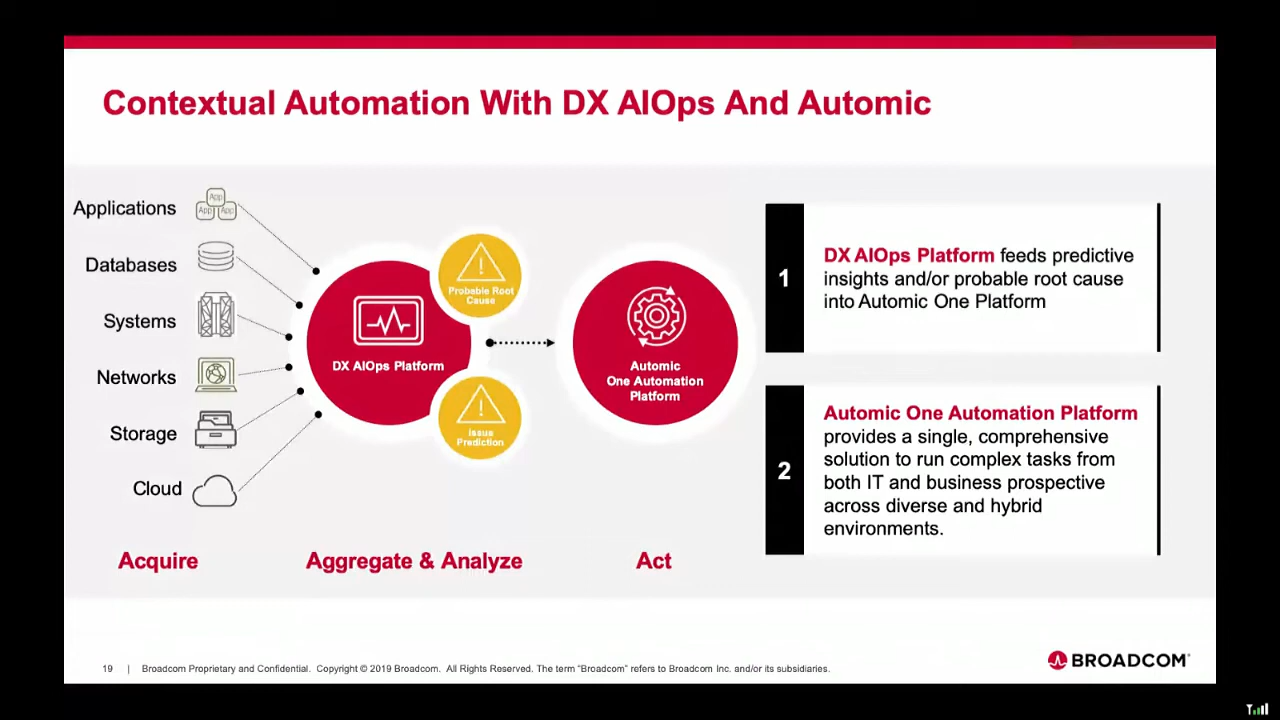 Contextual Automation With DX AIOps And Automic
Applications
App
App
App
Databases
Systems
Networks
Storage
Cloud
Probable Root
Cause
DX AIOps Platform
Issue
Prediction
Automic
One Automation
Platform
1
DX AIOps Platform feeds predictive
insights and/or probable root cause
into Automic One Platform
2
Automic One Automation Platform
provides a single, comprehensive
solution to run complex tasks from
both IT and business prospective
across diverse and hybrid
environments.
Acquire
Aggregate & Analyze
Act
19 | Broadcom Proprietary and Confidential. Copyright © 2019 Broadcom. All Rights Reserved. The term “Broadcom” refers to Broadcom Inc. and/or its subsidiaries.
BROADCOM®